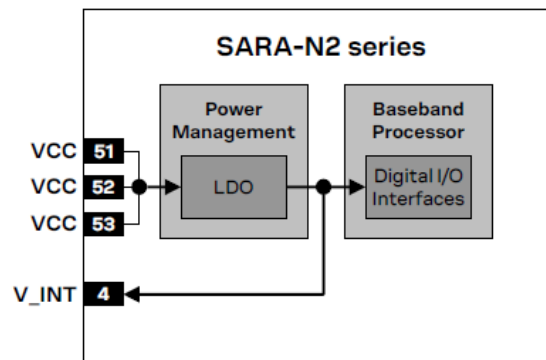 SARA-N2 series
Power
Management
Baseband
Processor
VCC 51
VCC 52
VCC 53
LDO
Digital I/O
Interfaces
V_INT 4